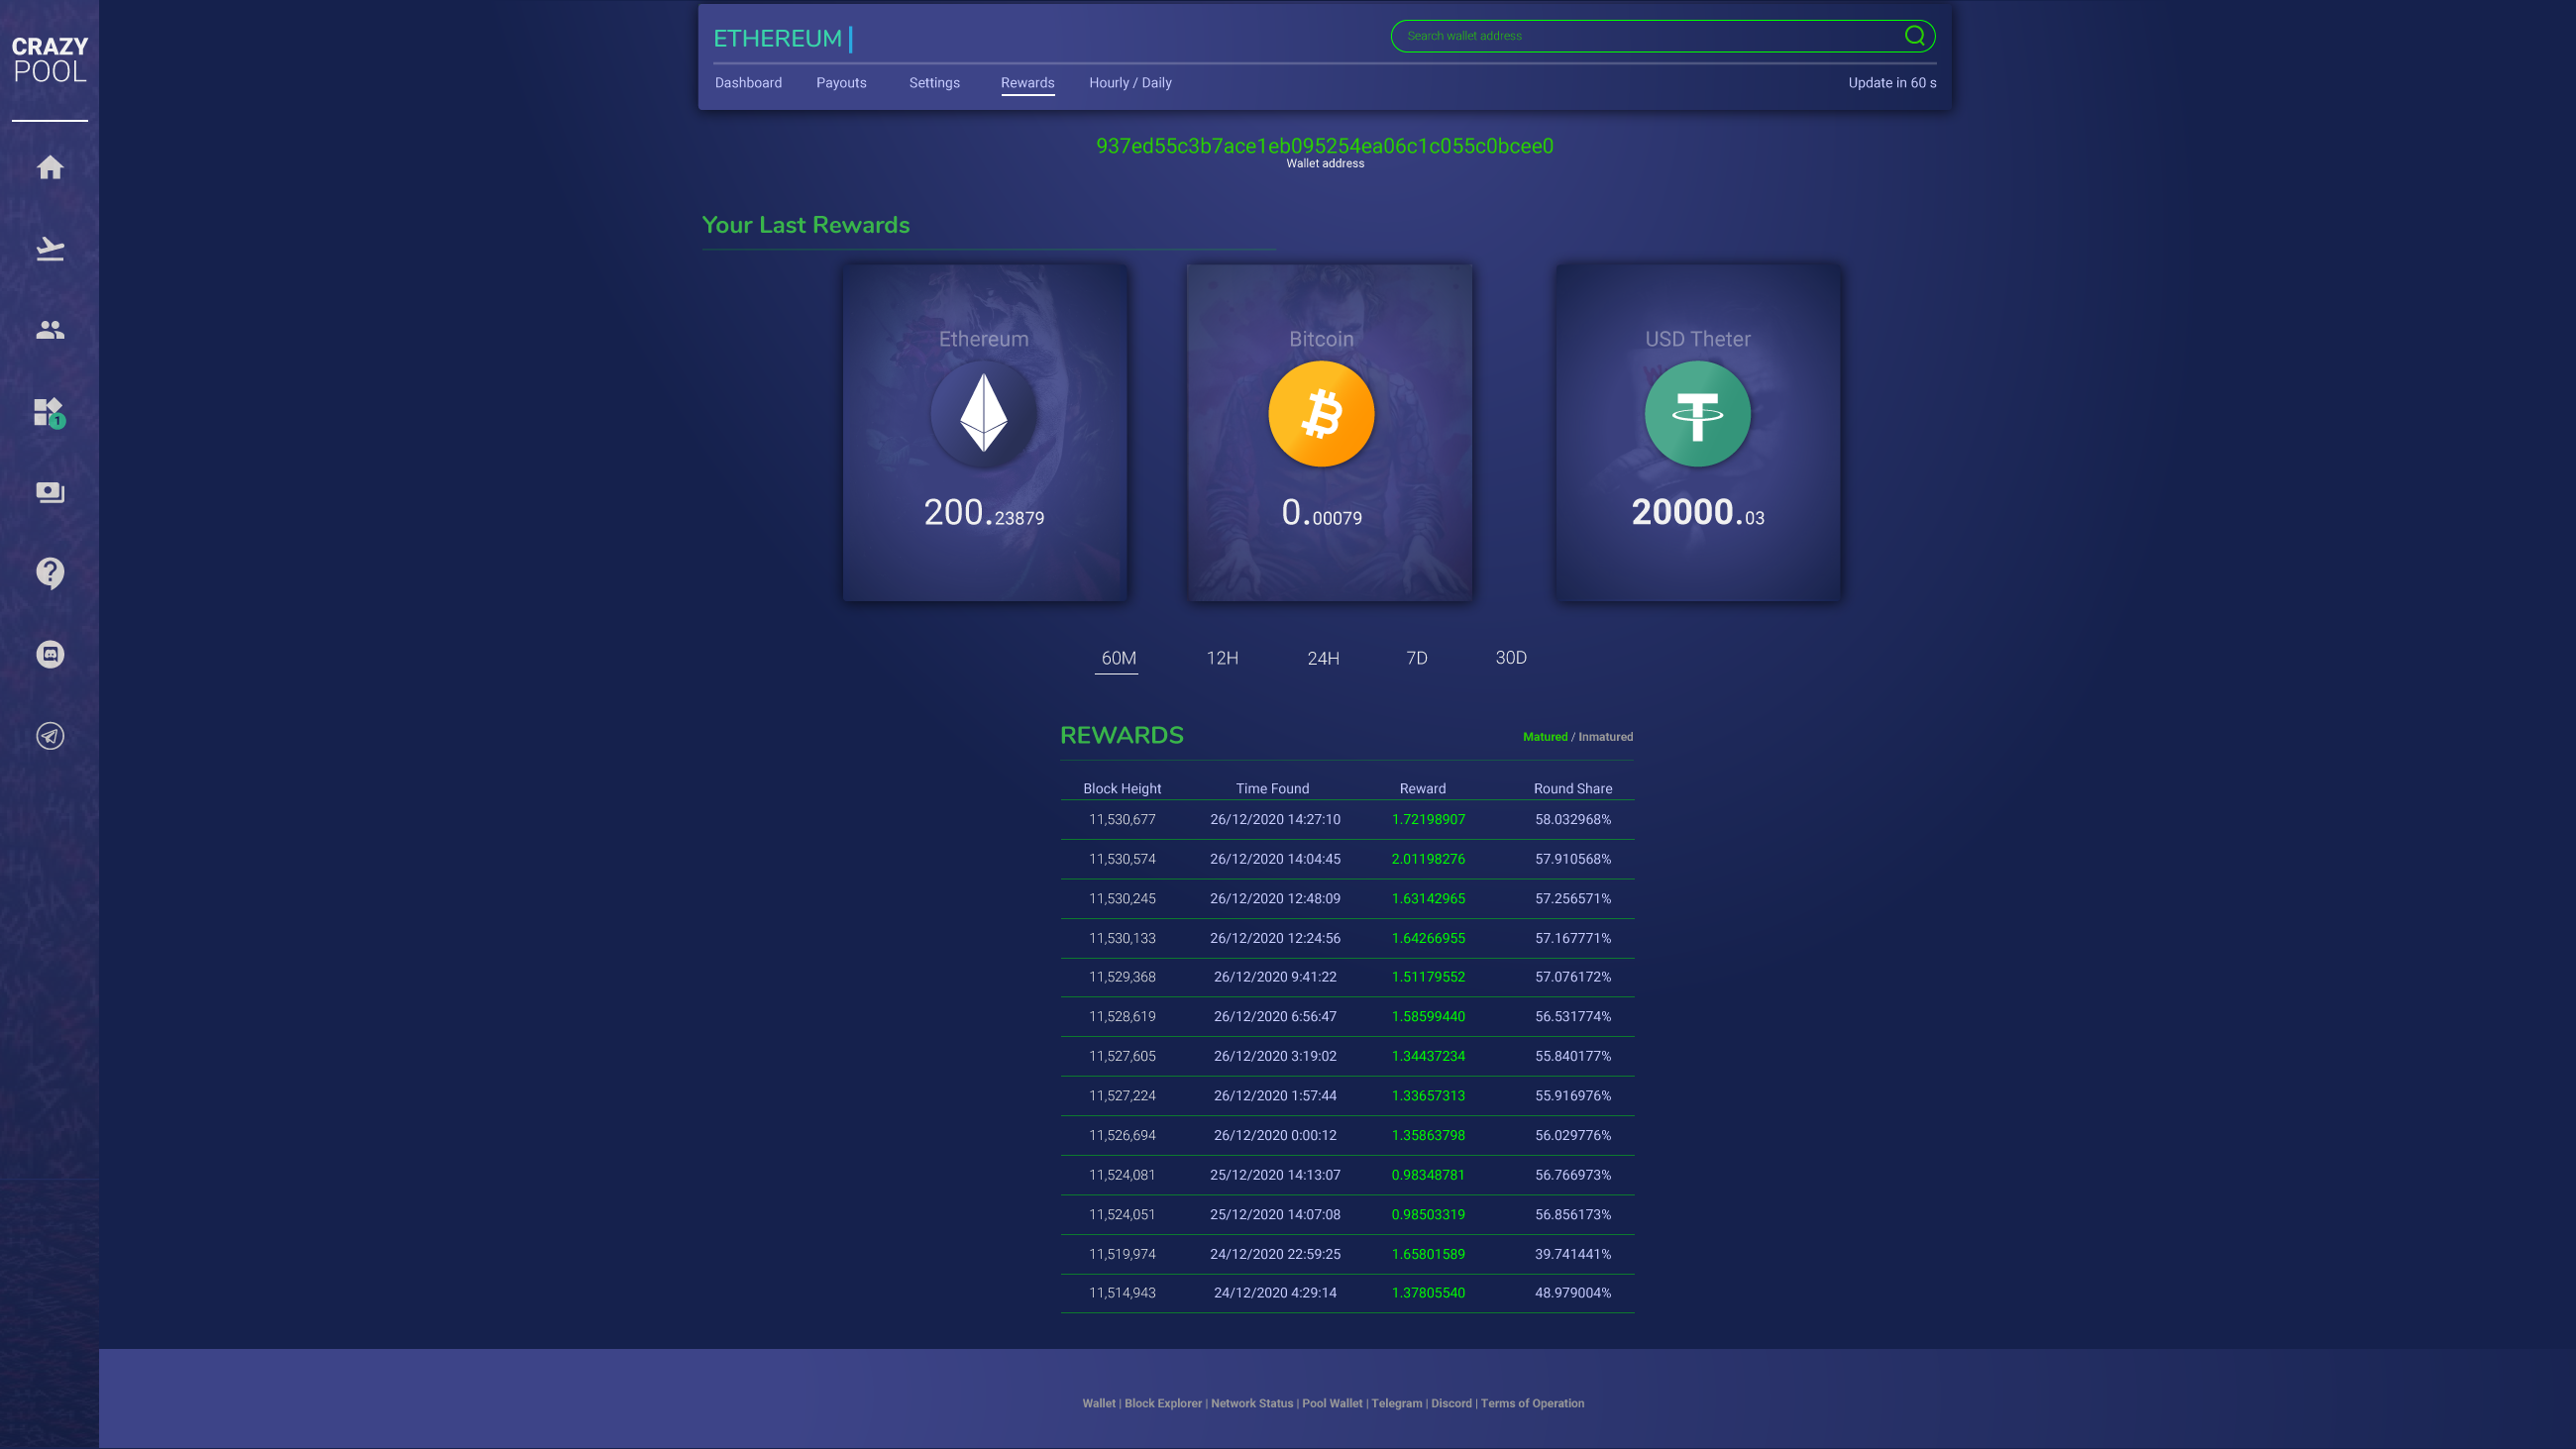 CRAZY
POOL
1
ETHEREUM
Search wallet address
Dashboard Payouts Settings Rewards Hourly / Daily Update in 60 s
937ed55c3b7ace1eb095254ea06c1c055c0bcee0
Wallet address
Your Last Rewards
Ethereum
200.23879
Bitcoin
0.00079
USD Theter
20000.03
60M 12H 24H 7D 30D
REWARDS Matured / Inmatured
Block Height Time Found Reward Round Share
11,530,677 26/12/2020 14:27:10 1.72198907 58.032968%
11,530,574 26/12/2020 14:04:45 2.01198276 57.910568%
11,530,245 26/12/2020 12:48:09 1.63142965 57.256571%
11,530,133 26/12/2020 12:24:56 1.64266955 57.167771%
11,529,368 26/12/2020 9:41:22 1.51179552 57.076172%
11,528,619 26/12/2020 6:56:47 1.58599440 56.531774%
11,527,605 26/12/2020 3:19:02 1.34437234 55.840177%
11,527,224 26/12/2020 1:57:44 1.33657313 55.916976%
11,526,694 26/12/2020 0:00:12 1.35863798 56.029776%
11,524,081 25/12/2020 14:13:07 0.98348781 56.766973%
11,524,051 25/12/2020 14:07:08 0.98503319 56.856173%
11,519,974 24/12/2020 22:59:25 1.65801589 39.741441%
11,514,943 24/12/2020 4:29:14 1.37805540 48.979004%
Wallet | Block Explorer | Network Status | Pool Wallet | Telegram | Discord | Terms of Operation